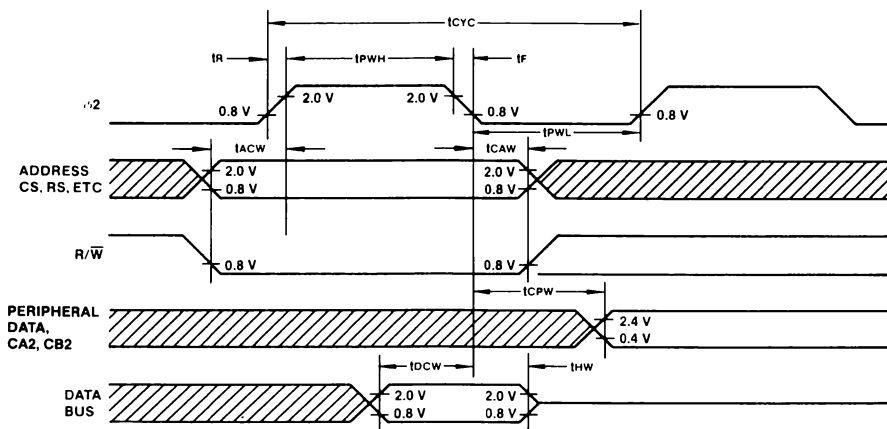 tCYC
tR tPWH tF
2.0 V 2.0 V
2 0.8 V 0.8 V 0.8 V
tPWL
tACW tCAW
ADDRESS
CS, RS, ETC
2.0 V 2.0 V
0.8 V 0.8 V
R/W̅
0.8 V 0.8 V
tCPW
PERIPHERAL
DATA,
CA2, CB2
2.4 V
0.4 V
tDCW tHW
DATA
BUS
2.0 V 2.0 V
0.8 V 0.8 V